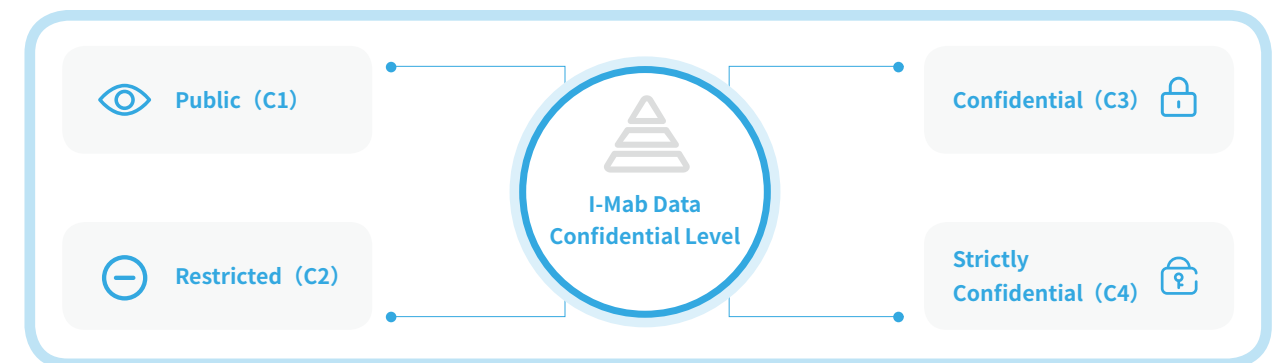 Public（C1）
Restricted（C2）
I-Mab Data
Confidential Level
Confidential（C3）
Strictly
Confidential（C4）